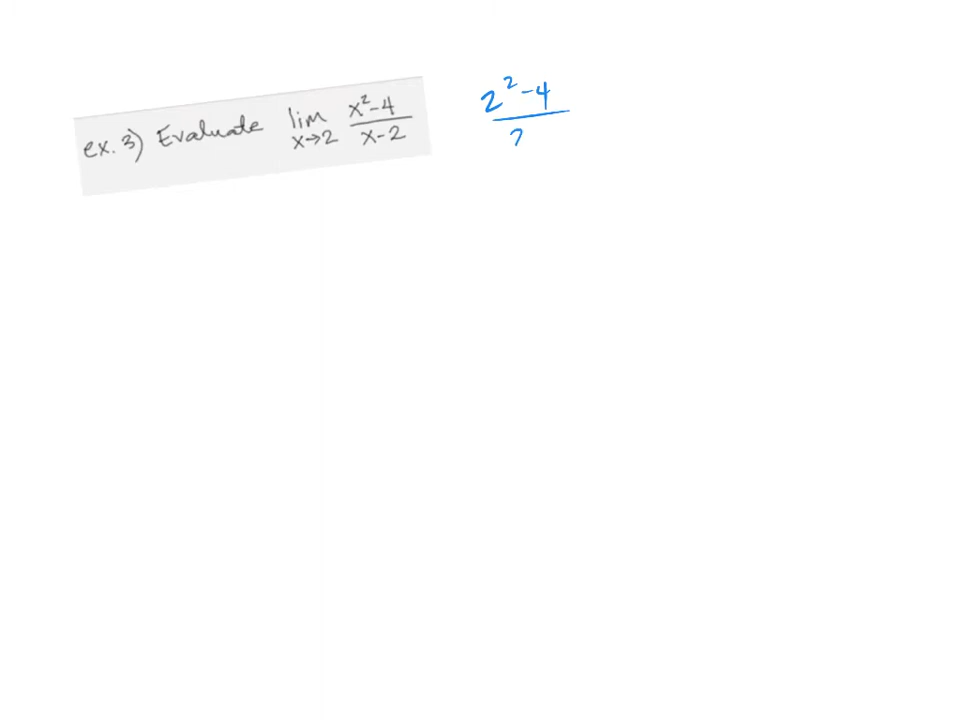 ex. 3) Evaluate lim x→2 (x²-4)/(x-2)
(2²-4)/2